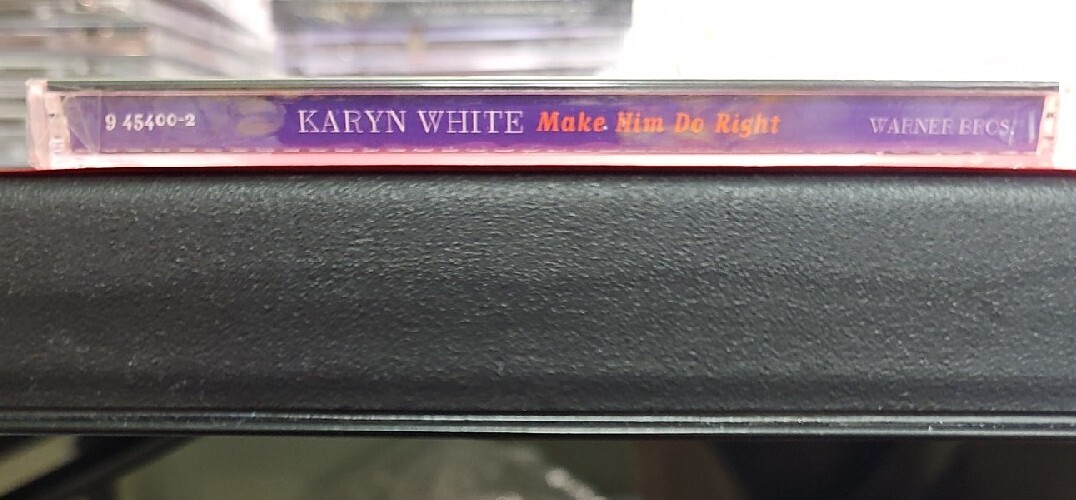 9 45400-2 KARYN WHITE Make Him Do Right WARNER BROS.